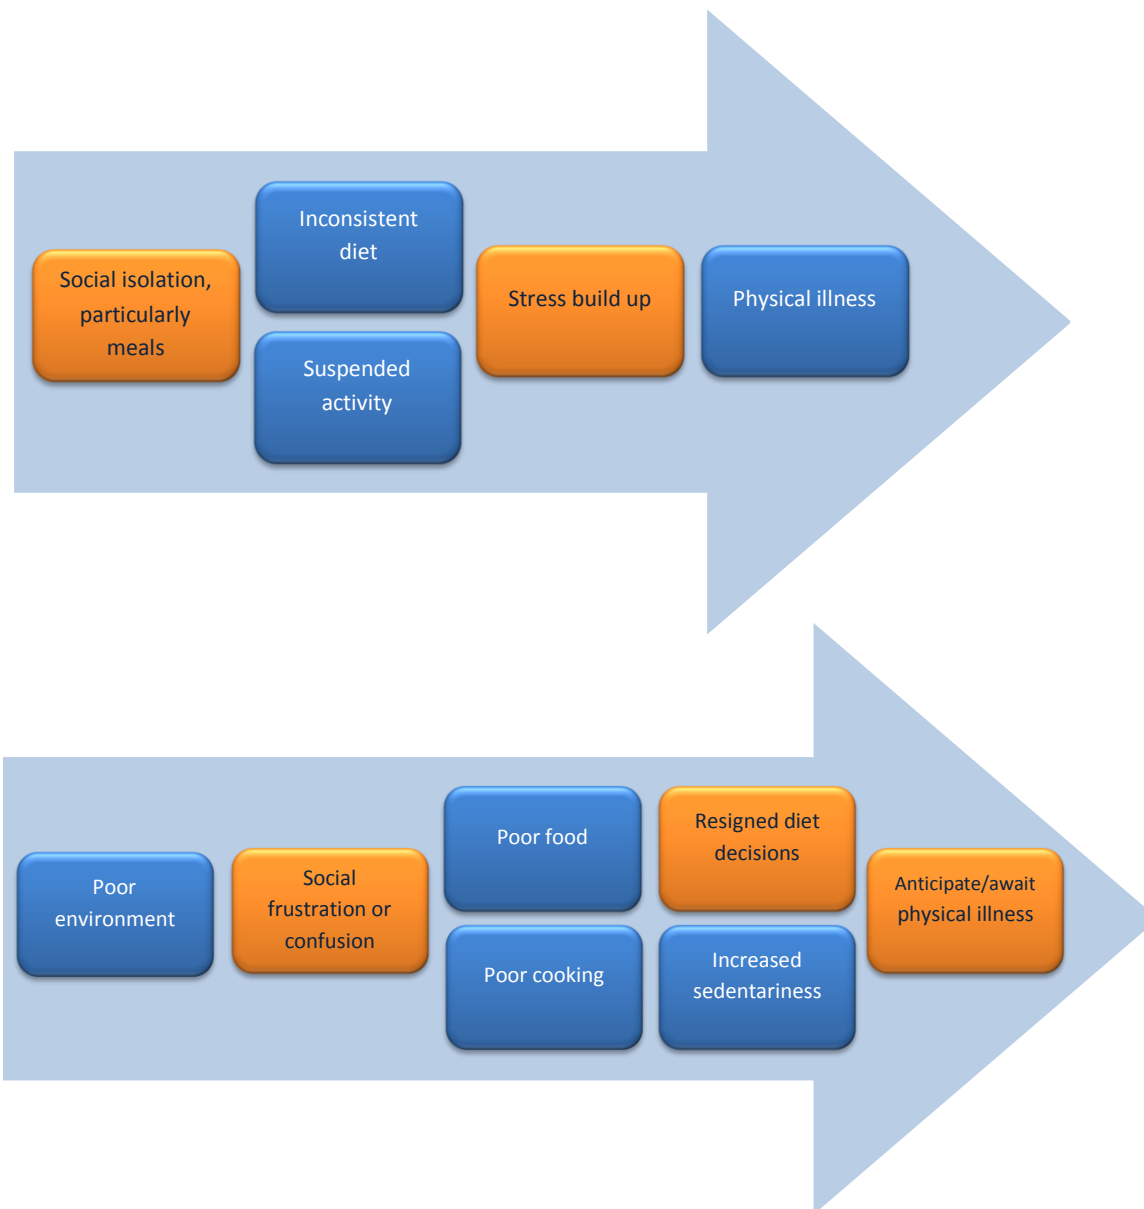 Social isolation,
particularly
meals
Inconsistent
diet
Suspended
activity
Stress build up
Physical illness
Poor
environment
Social
frustration or
confusion
Poor food
Poor cooking
Resigned diet
decisions
Increased
sedentariness
Anticipate/await
physical illness